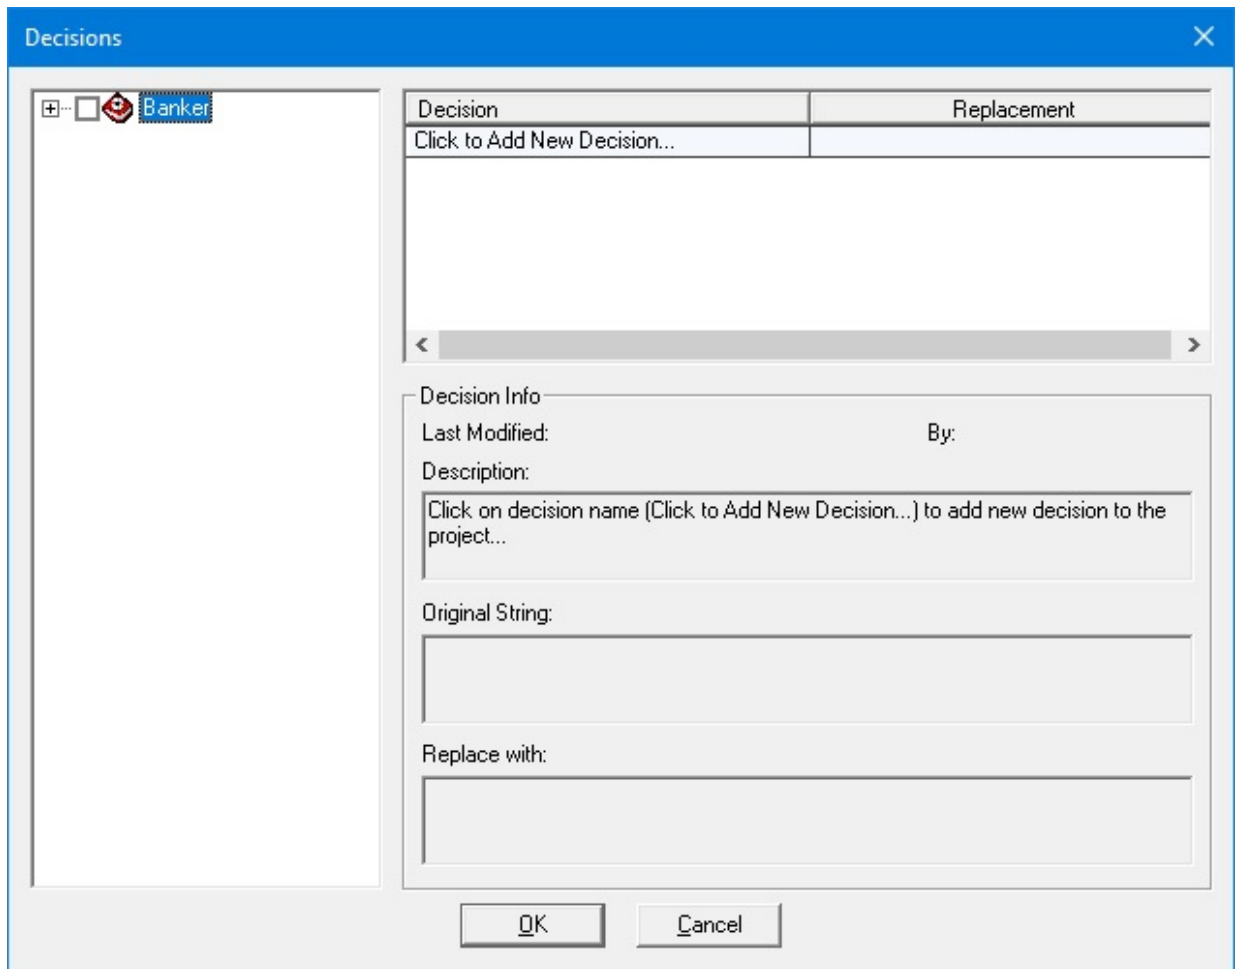 Decisions
Banker
Decision Replacement
Click to Add New Decision...
Decision Info
Last Modified: By:
Description:
Click on decision name (Click to Add New Decision...) to add new decision to the
project...
Original String:
Replace with:
OK Cancel